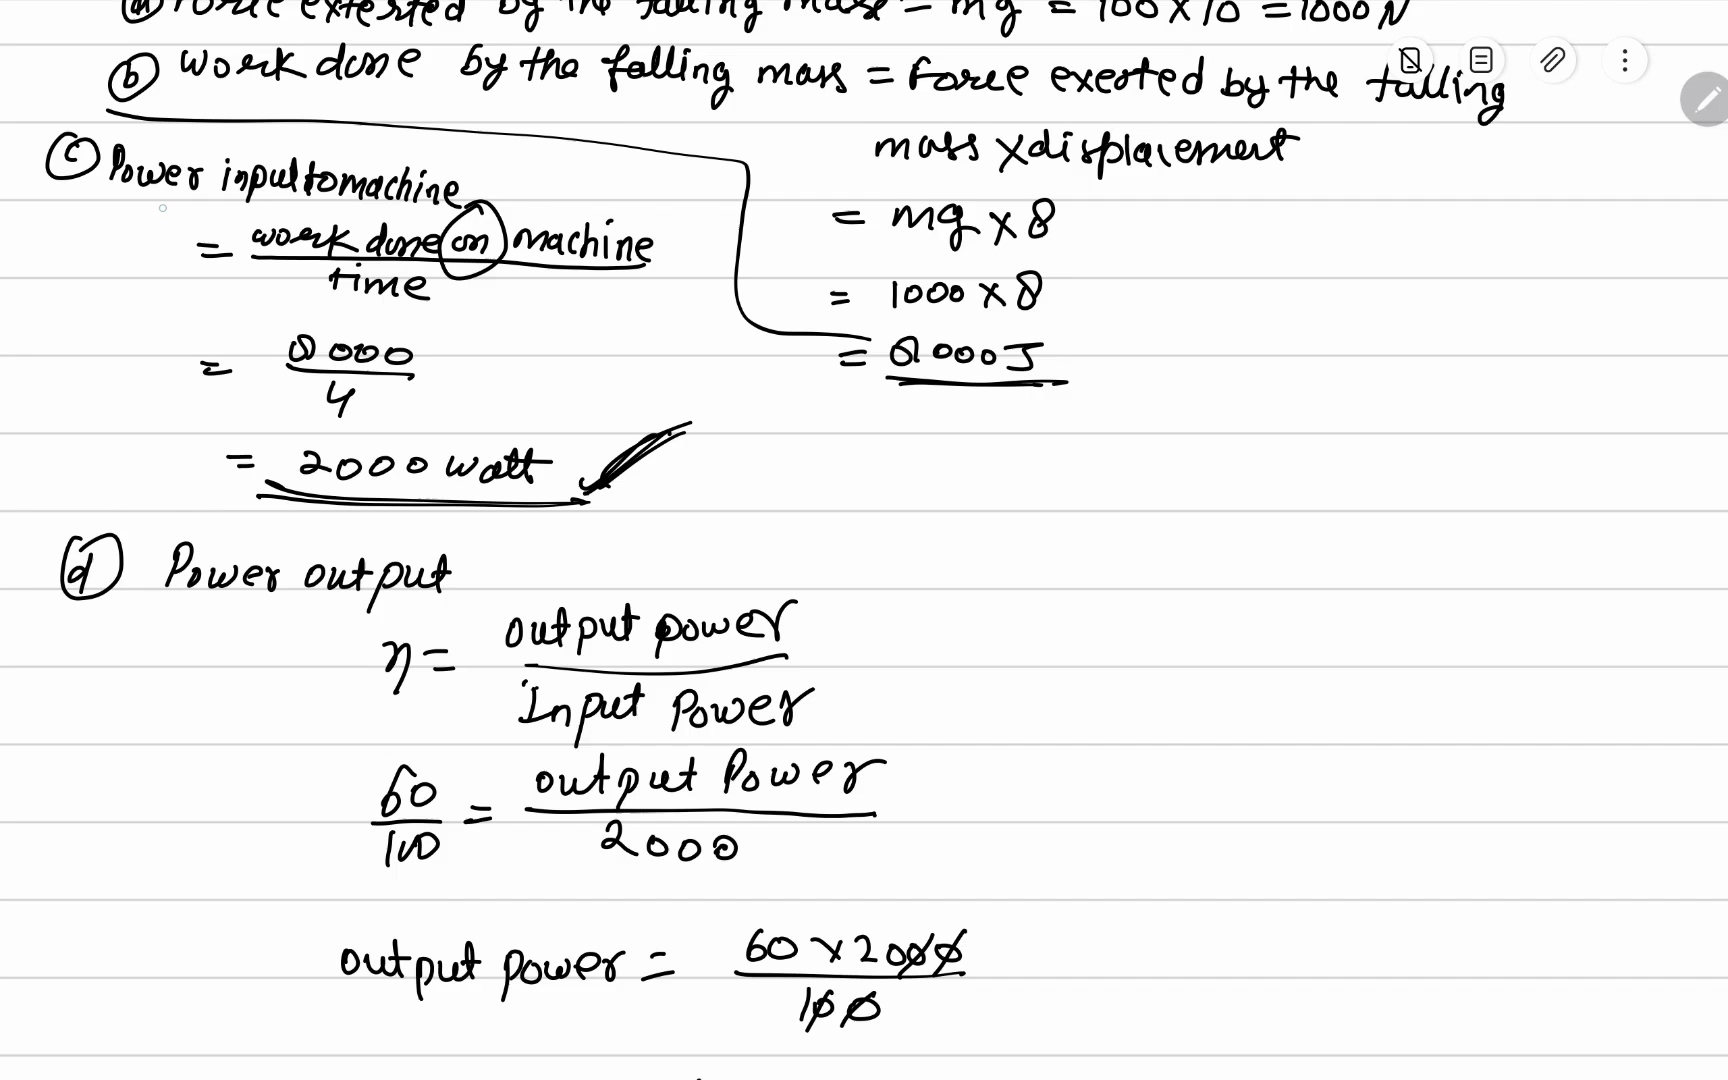 (a) Force exerted by the falling mass = mg = 100 x 10 = 1000 N
(b) work done by the falling mass = Force exerted by the falling
mass x displacement
= mg x 8
= 1000 x 8
= 8000 J
(c) Power input to machine
= work done on machine
time
= 8000
4
= 2000 watt
(d) Power output
η = output power
Input Power
60 = output Power
100 2000
output power = 60 x 2000
100